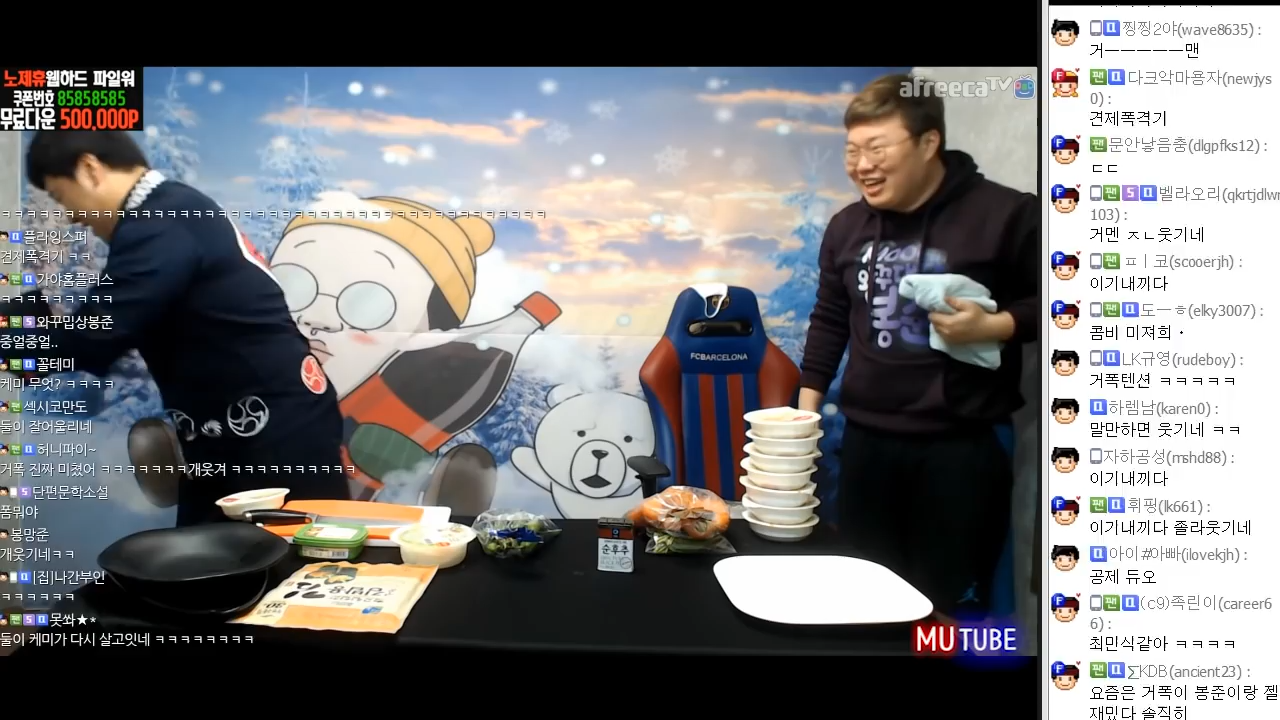 노제휴웹하드 파일워
쿠폰번호 85858585
무료다운 500,000P
afreecaTV
ㅋㅋㅋㅋㅋㅋㅋㅋㅋㅋㅋㅋㅋㅋㅋㅋㅋㅋㅋㅋㅋㅋㅋㅋㅋㅋㅋㅋㅋㅋㅋㅋㅋㅋ
플라잉스퍼
견제폭격기 ㅋㅋ
가야홈플러스
ㅋㅋㅋㅋㅋㅋㅋㅋㅋ
와꾸밉상봉준
중얼중얼..
꼴테미
케미 무엇? ㅋㅋㅋㅋ
섹시코만도
둘이 잘어울리네
허니파이~
거폭 진짜 미쳤어 ㅋㅋㅋㅋㅋㅋㅋ개웃겨 ㅋㅋㅋㅋㅋㅋㅋㅋㅋㅋ
단편문학소설
폼뭐야
봉맘준
개웃기네ㅋㅋ
[집]나간누인
ㅋㅋㅋㅋㅋㅋ
못쏴★*
둘이 케미가 다시 살고잇네 ㅋㅋㅋㅋㅋㅋㅋㅋ
FCBARCELONA
순후추
MUTUBE
찡찡2야(wave8635) :
거ㅡㅡㅡㅡㅡ맨
다크악마용자(newjys
0) :
견제폭격기
문안낳음춤(dlgpfks12) :
ㄷㄷ
벨라오리(qkrtjdlwn
103) :
거멘 ㅈㄴ웃기네
ㅍㅣ코(scooerjh) :
이기내끼다
도ㅡㅎ(elky3007) :
콤비 미져희·
LKㅠ영(rudeboy) :
거폭텐션 ㅋㅋㅋㅋㅋ
하렘남(karen0) :
말만하면 웃기네 ㅋㅋ
자하공성(mshd88) :
이기내끼다
휘핑(lk661) :
이기내끼다 졸라웃기네
아이#아빠(ilovekjh) :
공제 듀오
(c9)족린이(career6
6) :
최민식같아 ㅋㅋㅋㅋ
∑KDB(ancient23) :
요즘은 거폭이 봉준이랑 젤
재밌다 솔직히